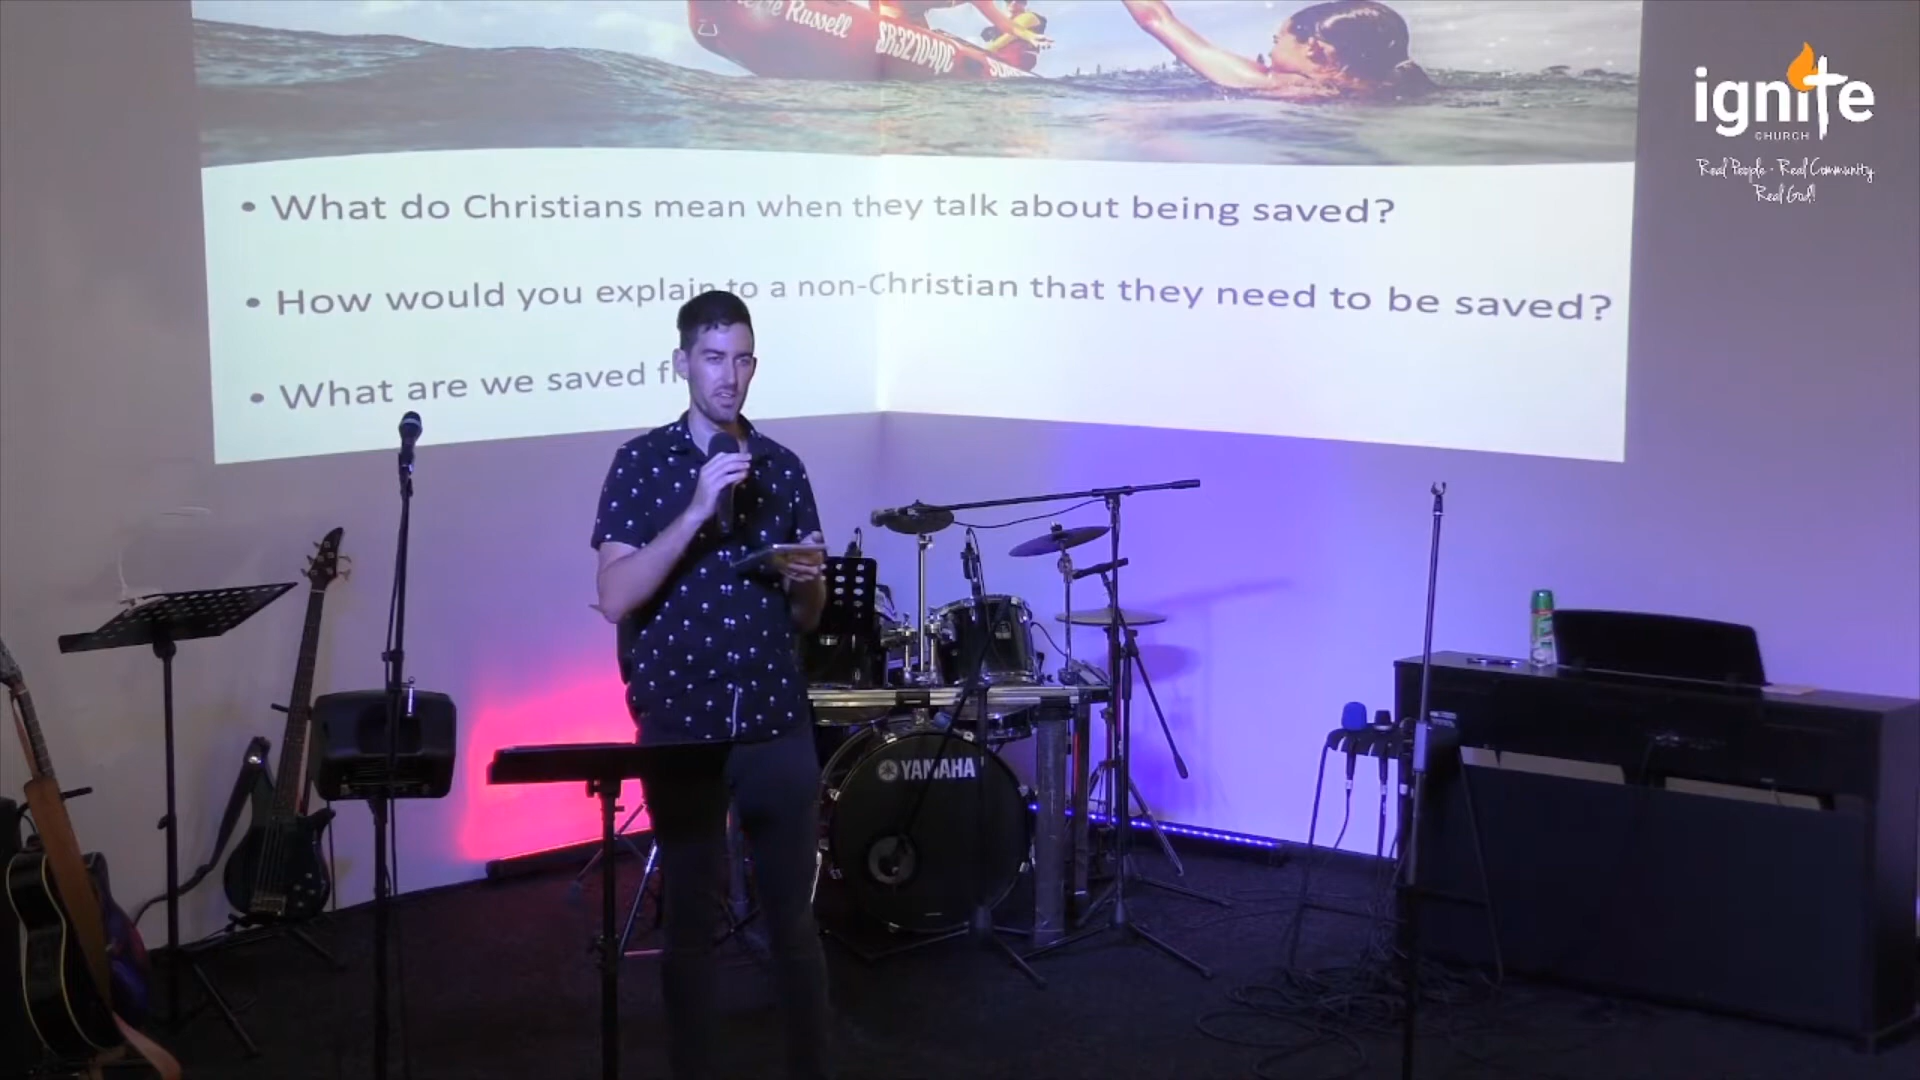 Russell
SR32104QC
ignite
CHURCH
Real People - Real Community
Real God!
• What do Christians mean when they talk about being saved?
• How would you explain to a non-Christian that they need to be saved?
• What are we saved
YAMAHA